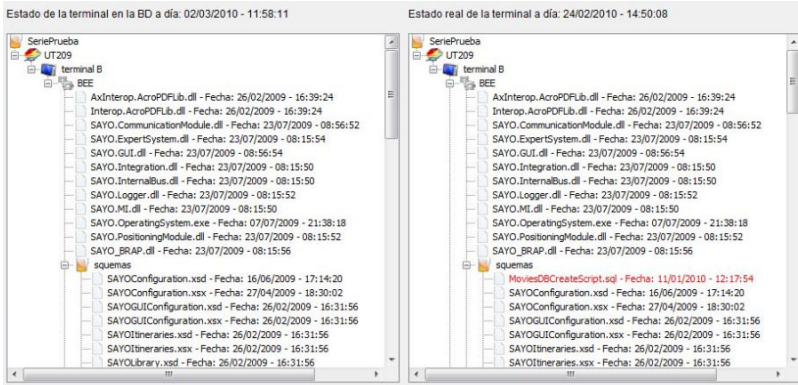 Estado de la terminal en la BD a día: 02/03/2010 - 11:58:11
SeriePrueba
UT209
terminal B
BEE
AxInterop.AcroPDFLib.dll - Fecha: 26/02/2009 - 16:39:24
Interop.AcroPDFLib.dll - Fecha: 26/02/2009 - 16:39:24
SAYO.CommunicationModule.dll - Fecha: 23/07/2009 - 08:56:52
SAYO.ExpertSystem.dll - Fecha: 23/07/2009 - 08:15:54
SAYO.GUI.dll - Fecha: 23/07/2009 - 08:56:54
SAYO.Integration.dll - Fecha: 23/07/2009 - 08:15:50
SAYO.InternalBus.dll - Fecha: 23/07/2009 - 08:15:50
SAYO.Logger.dll - Fecha: 23/07/2009 - 08:15:52
SAYO.MI.dll - Fecha: 23/07/2009 - 08:15:50
SAYO.OperatingSystem.exe - Fecha: 07/07/2009 - 21:38:18
SAYO.PositioningModule.dll - Fecha: 23/07/2009 - 08:15:52
SAYO_BRAP.dll - Fecha: 23/07/2009 - 08:15:56
squemas
SAYOConfiguration.xsd - Fecha: 16/06/2009 - 17:14:20
SAYOConfiguration.xsx - Fecha: 27/04/2009 - 18:30:02
SAYOGUIConfiguration.xsd - Fecha: 26/02/2009 - 16:31:56
SAYOGUIConfiguration.xsx - Fecha: 26/02/2009 - 16:31:56
SAYOItineraries.xsd - Fecha: 26/02/2009 - 16:31:56
SAYOItineraries.xsx - Fecha: 26/02/2009 - 16:31:56
SAYOLibrary.xsd - Fecha: 26/02/2009 - 16:31:56
Estado real de la terminal a día: 24/02/2010 - 14:50:08
SeriePrueba
UT209
terminal B
BEE
AxInterop.AcroPDFLib.dll - Fecha: 26/02/2009 - 16:39:24
Interop.AcroPDFLib.dll - Fecha: 26/02/2009 - 16:39:24
SAYO.CommunicationModule.dll - Fecha: 23/07/2009 - 08:56:52
SAYO.ExpertSystem.dll - Fecha: 23/07/2009 - 08:15:54
SAYO.GUI.dll - Fecha: 23/07/2009 - 08:56:54
SAYO.Integration.dll - Fecha: 23/07/2009 - 08:15:50
SAYO.InternalBus.dll - Fecha: 23/07/2009 - 08:15:50
SAYO.Logger.dll - Fecha: 23/07/2009 - 08:15:52
SAYO.MI.dll - Fecha: 23/07/2009 - 08:15:50
SAYO.OperatingSystem.exe - Fecha: 07/07/2009 - 21:38:18
SAYO.PositioningModule.dll - Fecha: 23/07/2009 - 08:15:52
SAYO_BRAP.dll - Fecha: 23/07/2009 - 08:15:56
squemas
MoviesDBCreateScript.sql - Fecha: 11/01/2010 - 12:17:54
SAYOConfiguration.xsd - Fecha: 16/06/2009 - 17:14:20
SAYOConfiguration.xsx - Fecha: 27/04/2009 - 18:30:02
SAYOGUIConfiguration.xsd - Fecha: 26/02/2009 - 16:31:56
SAYOGUIConfiguration.xsx - Fecha: 26/02/2009 - 16:31:56
SAYOItineraries.xsd - Fecha: 26/02/2009 - 16:31:56
SAYOItineraries.xsx - Fecha: 26/02/2009 - 16:31:56